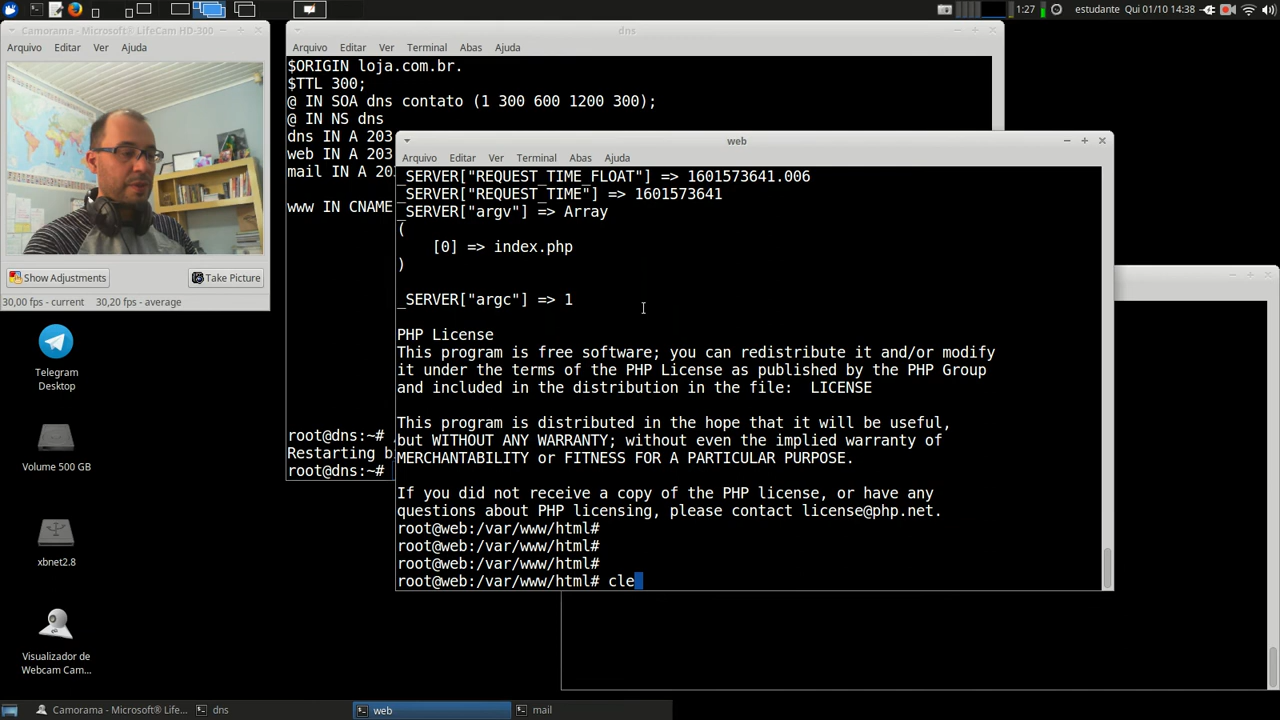 1:27
estudante
Qui 01/10 14:38
Camorama - Microsoft® LifeCam HD-300
Arquivo Editar Ver Ajuda
Show Adjustments
Take Picture
30,00 fps - current
30,20 fps - average
dns
Arquivo Editar Ver Terminal Abas Ajuda
$ORIGIN loja.com.br.
$TTL 300;
@ IN SOA dns contato (1 300 600 1200 300);
@ IN NS dns
dns IN A 203
web IN A 203
mail IN A 20
www IN CNAME
root@dns:~#
Restarting b
root@dns:~#
web
Arquivo Editar Ver Terminal Abas Ajuda
_SERVER["REQUEST_TIME_FLOAT"] => 1601573641.006
_SERVER["REQUEST_TIME"] => 1601573641
_SERVER["argv"] => Array
(
[0] => index.php
)
_SERVER["argc"] => 1
PHP License
This program is free software; you can redistribute it and/or modify
it under the terms of the PHP License as published by the PHP Group
and included in the distribution in the file:  LICENSE
This program is distributed in the hope that it will be useful,
but WITHOUT ANY WARRANTY; without even the implied warranty of
MERCHANTABILITY or FITNESS FOR A PARTICULAR PURPOSE.
If you did not receive a copy of the PHP license, or have any
questions about PHP licensing, please contact license@php.net.
root@web:/var/www/html#
root@web:/var/www/html#
root@web:/var/www/html#
root@web:/var/www/html# cle
Telegram
Desktop
Volume 500 GB
xbnet2.8
Visualizador de
Webcam Cam...
Camorama - Microsoft® LifeC...
dns
web
mail